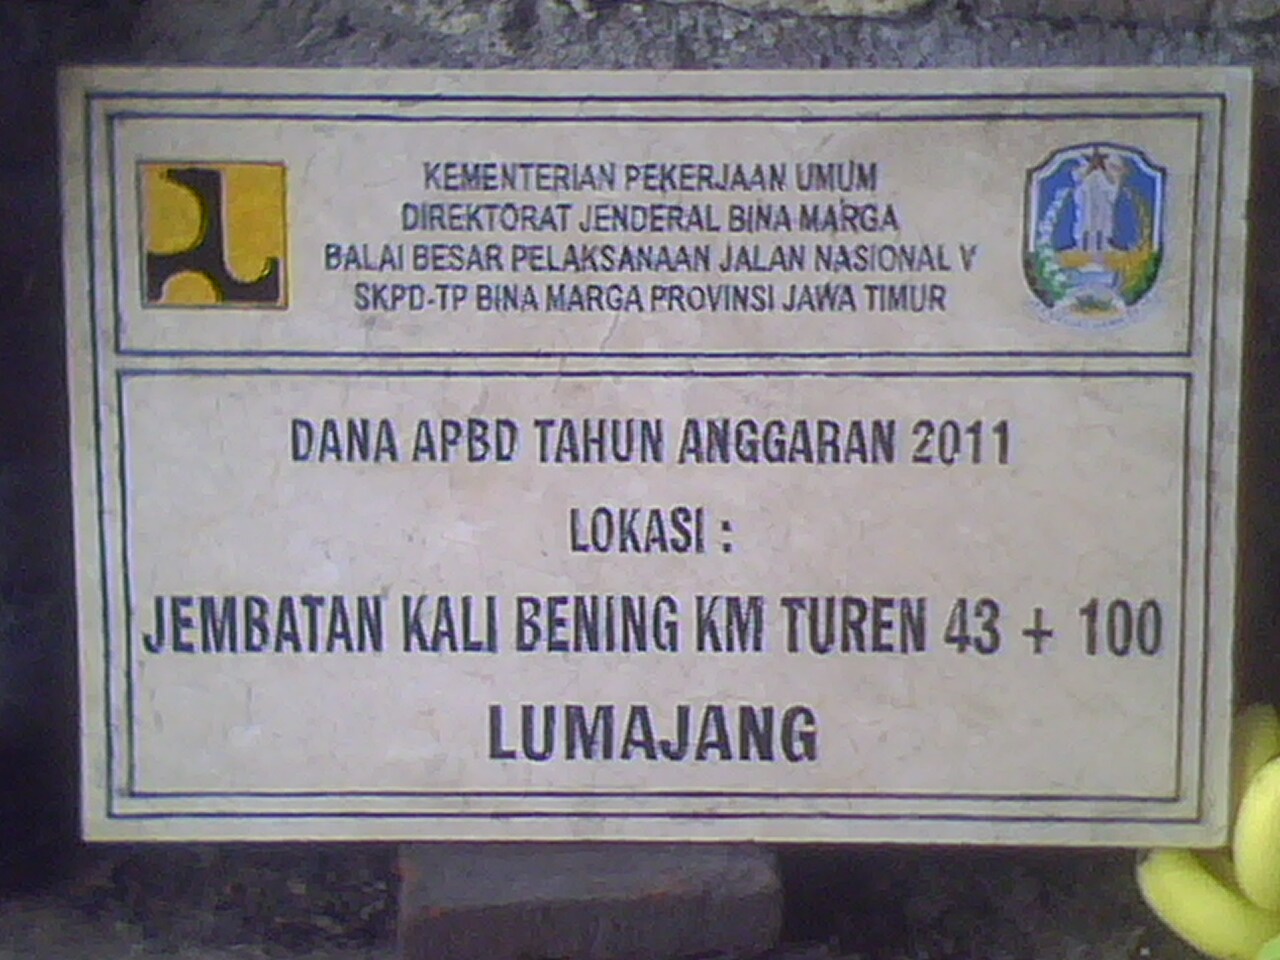 KEMENTERIAN PEKERJAAN UMUM
DIREKTORAT JENDERAL BINA MARGA
BALAI BESAR PELAKSANAAN JALAN NASIONAL V
SKPD-TP BINA MARGA PROVINSI JAWA TIMUR
DANA APBD TAHUN ANGGARAN 2011
LOKASI :
JEMBATAN KALI BENING KM TUREN 43 + 100
LUMAJANG